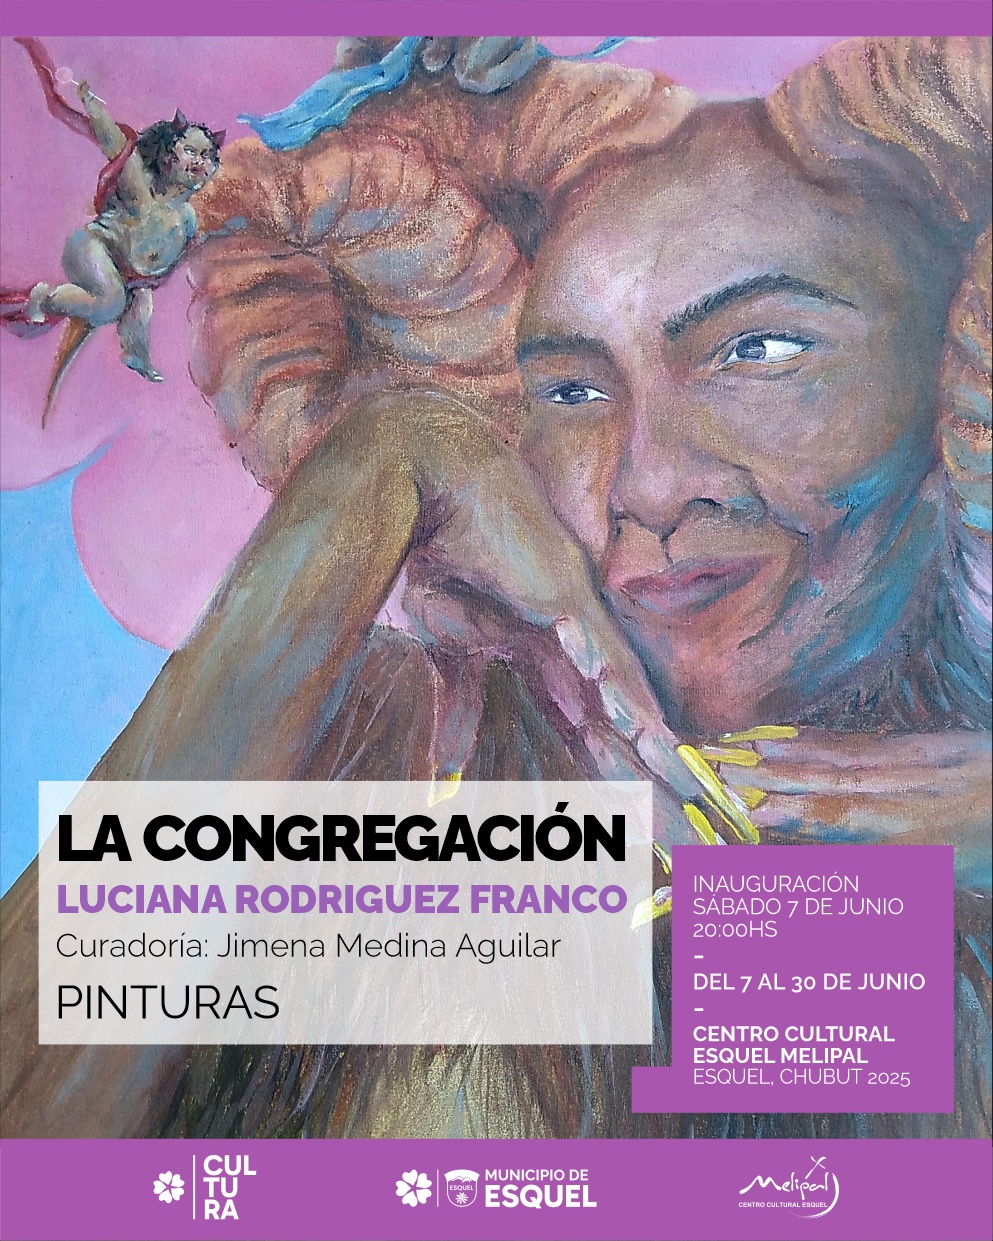 LA CONGREGACIÓN
LUCIANA RODRIGUEZ FRANCO
Curadoría: Jimena Medina Aguilar
PINTURAS
INAUGURACIÓN
SÁBADO 7 DE JUNIO
20:00HS
-
DEL 7 AL 30 DE JUNIO
-
CENTRO CULTURAL
ESQUEL MELIPAL
ESQUEL, CHUBUT 2025
CUL
TU
RA
ESQUEL
MUNICIPIO DE
ESQUEL
Melipal
CENTRO CULTURAL ESQUEL